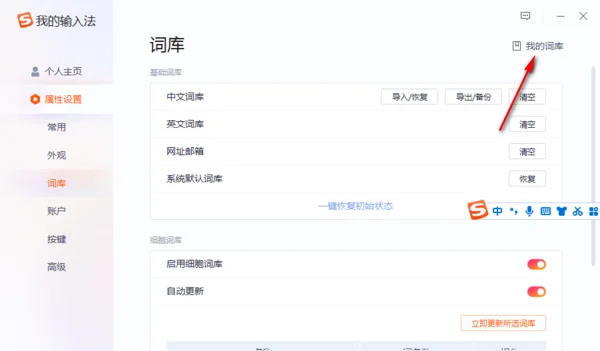 我的输入法
词库
我的词库
个人主页
属性设置
常用
外观
词库
账户
按键
高级
基础词库
中文词库 导入/恢复 导出/备份 清空
英文词库 清空
网址邮箱 清空
系统默认词库 恢复
一键恢复初始状态
中
细胞词库
启用细胞词库
自动更新
立即更新所选词库